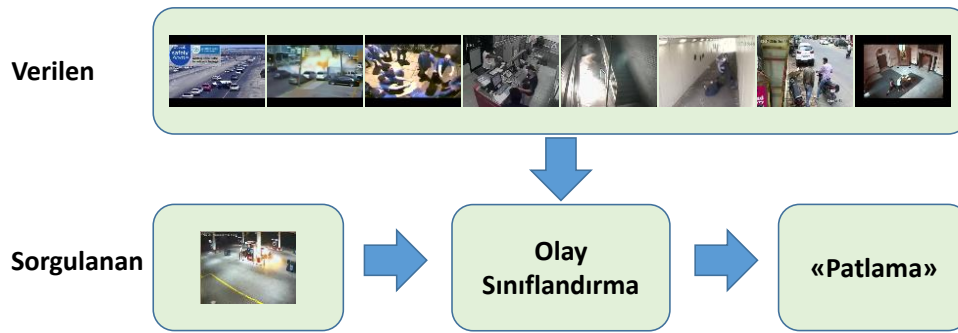 Verilen
Sorgulanan
Olay
Sınıflandırma
«Patlama»